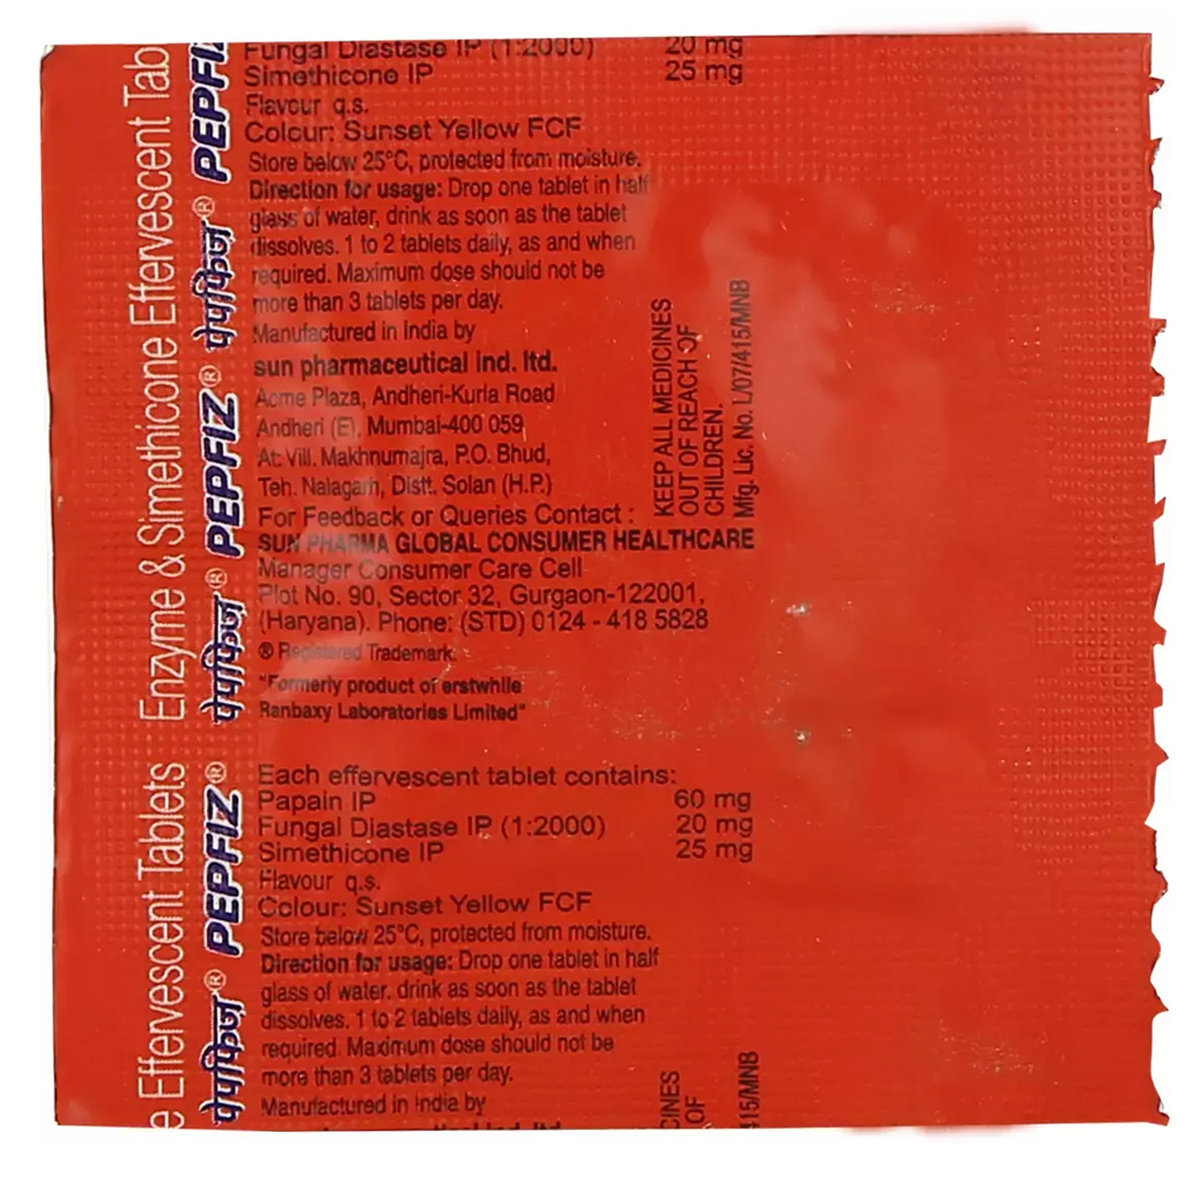 Enzyme & Simethicone Effervescent Tab
e Effervescent Tablets
PEPFI
पेपफिज़® PEPFIZ®
पेपफिज़® PEPFIZ®
पेपफिज़®
Fungal Diastase IP (1:2000) 20 mg
Simethicone IP 25 mg
Flavour q.s.
Colour: Sunset Yellow FCF
Store below 25°C, protected from moisture.
Direction for usage: Drop one tablet in half
glass of water, drink as soon as the tablet
dissolves. 1 to 2 tablets daily, as and when
required. Maximum dose should not be
more than 3 tablets per day.
Manufactured in India by
sun pharmaceutical ind. ltd.
Acme Plaza, Andheri-Kurla Road
Andheri (E), Mumbai-400 059
At: Vill. Makhnumajra, P.O. Bhud,
Teh. Nalagarh, Distt. Solan (H.P.)
For Feedback or Queries Contact :
SUN PHARMA GLOBAL CONSUMER HEALTHCARE
Manager Consumer Care Cell
Plot No. 90, Sector 32, Gurgaon-122001,
(Haryana). Phone: (STD) 0124 - 418 5828
® Registered Trademark.
"Formerly product of erstwhile
Ranbaxy Laboratories Limited"
KEEP ALL MEDICINES
OUT OF REACH OF
CHILDREN.
Mfg. Lic. No. L/07/415/MNB
Each effervescent tablet contains:
Papain IP 60 mg
Fungal Diastase IP (1:2000) 20 mg
Simethicone IP 25 mg
Flavour q.s.
Colour: Sunset Yellow FCF
Store below 25°C, protected from moisture.
Direction for usage: Drop one tablet in half
glass of water, drink as soon as the tablet
dissolves. 1 to 2 tablets daily, as and when
required. Maximum dose should not be
more than 3 tablets per day.
Manufactured in India by
CINES
OF
415/MNB